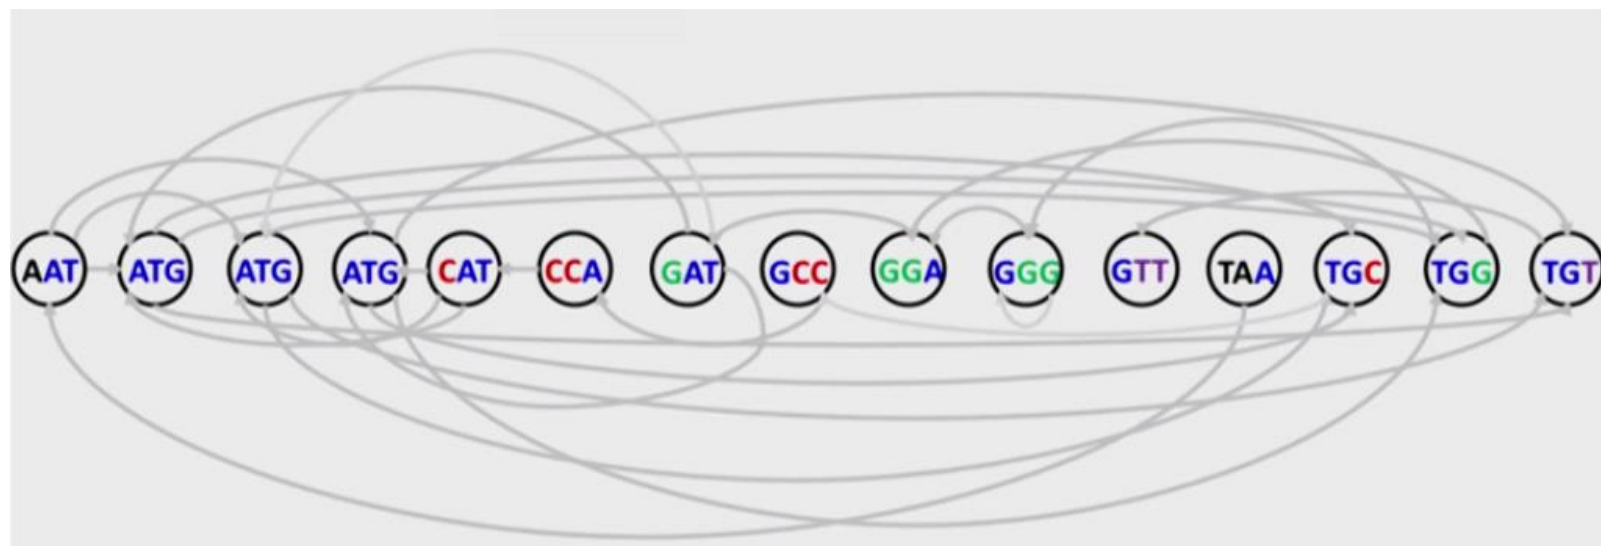 AAT ATG ATG ATG CAT CCA GAT GCC GGA GGG GTT TAA TGC TGG TGT